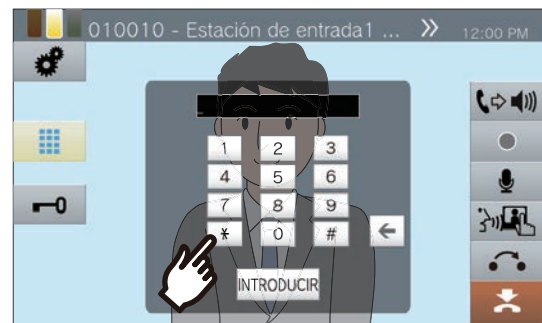 010010 - Estación de entrada1 ... 12:00 PM
1 2 3
4 5 6
7 8 9
* 0 #
INTRODUCIR